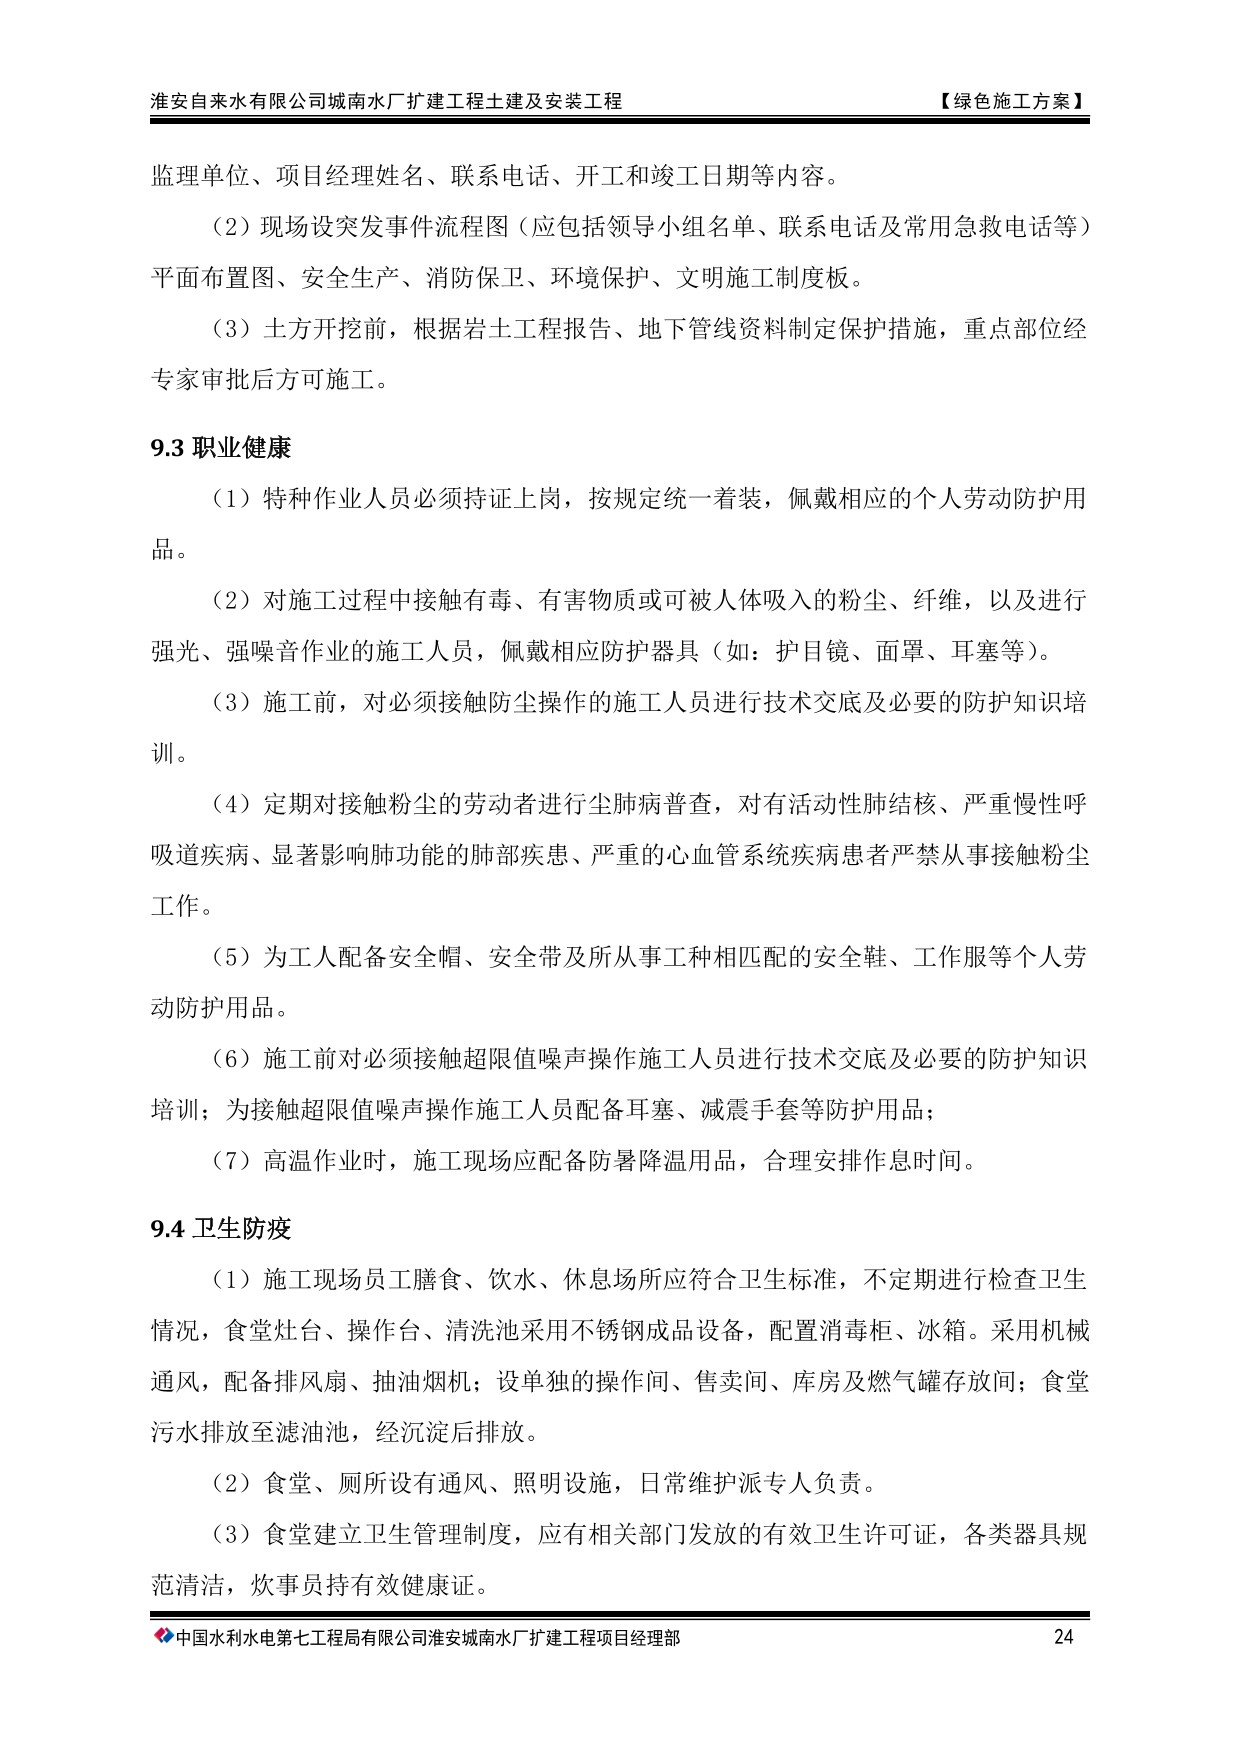 淮安自来水有限公司城南水厂扩建工程土建及安装工程 【绿色施工方案】
监理单位、项目经理姓名、联系电话、开工和竣工日期等内容。
（2）现场设突发事件流程图（应包括领导小组名单、联系电话及常用急救电话等）
平面布置图、安全生产、消防保卫、环境保护、文明施工制度板。
（3）土方开挖前，根据岩土工程报告、地下管线资料制定保护措施，重点部位经
专家审批后方可施工。
9.3 职业健康
（1）特种作业人员必须持证上岗，按规定统一着装，佩戴相应的个人劳动防护用
品。
（2）对施工过程中接触有毒、有害物质或可被人体吸入的粉尘、纤维，以及进行
强光、强噪音作业的施工人员，佩戴相应防护器具（如：护目镜、面罩、耳塞等）。
（3）施工前，对必须接触防尘操作的施工人员进行技术交底及必要的防护知识培
训。
（4）定期对接触粉尘的劳动者进行尘肺病普查，对有活动性肺结核、严重慢性呼
吸道疾病、显著影响肺功能的肺部疾患、严重的心血管系统疾病患者严禁从事接触粉尘
工作。
（5）为工人配备安全帽、安全带及所从事工种相匹配的安全鞋、工作服等个人劳
动防护用品。
（6）施工前对必须接触超限值噪声操作施工人员进行技术交底及必要的防护知识
培训；为接触超限值噪声操作施工人员配备耳塞、减震手套等防护用品；
（7）高温作业时，施工现场应配备防暑降温用品，合理安排作息时间。
9.4 卫生防疫
（1）施工现场员工膳食、饮水、休息场所应符合卫生标准，不定期进行检查卫生
情况，食堂灶台、操作台、清洗池采用不锈钢成品设备，配置消毒柜、冰箱。采用机械
通风，配备排风扇、抽油烟机；设单独的操作间、售卖间、库房及燃气罐存放间；食堂
污水排放至滤油池，经沉淀后排放。
（2）食堂、厕所设有通风、照明设施，日常维护派专人负责。
（3）食堂建立卫生管理制度，应有相关部门发放的有效卫生许可证，各类器具规
范清洁，炊事员持有效健康证。
中国水利水电第七工程局有限公司淮安城南水厂扩建工程项目经理部 24